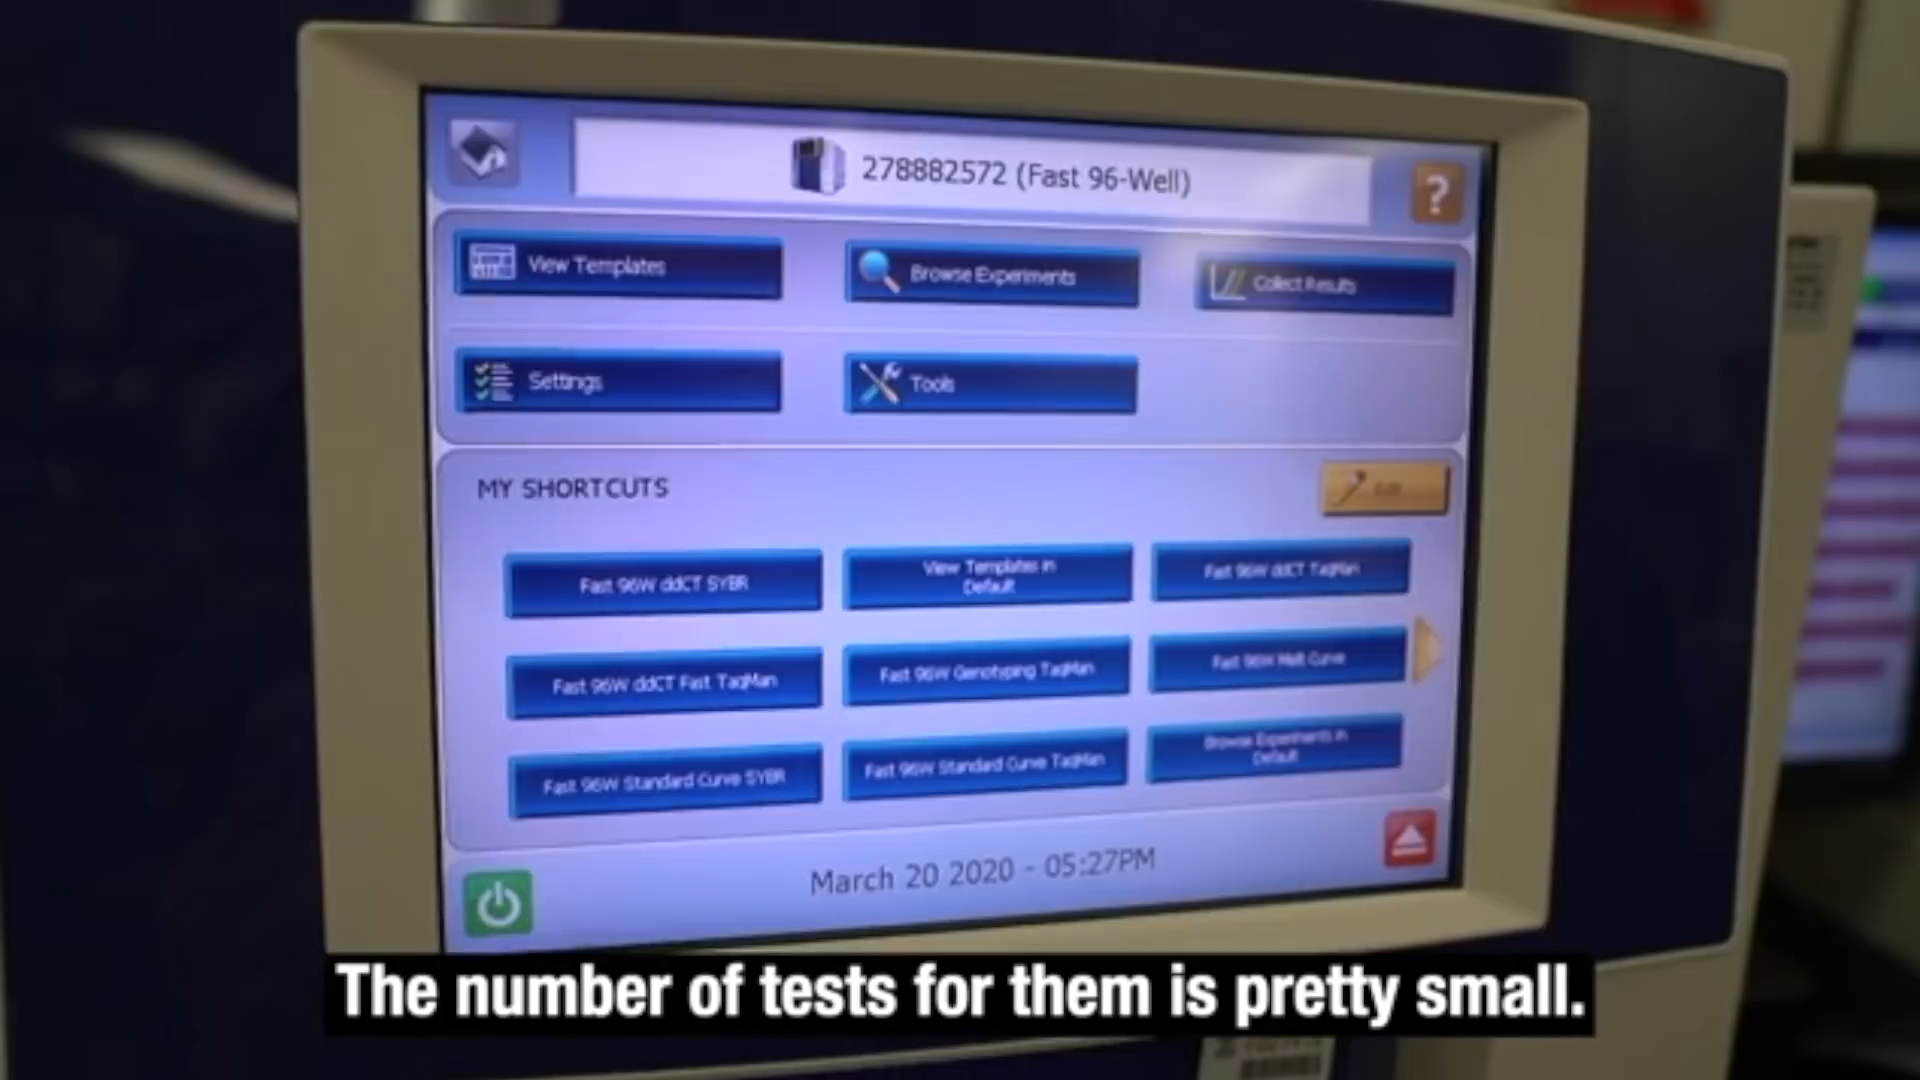 278882572 (Fast 96-Well)
?
View Templates
Browse Experiments
Collect Results
Settings
Tools
MY SHORTCUTS
Edit
Fast 96W ddCT SYBR
View Templates in
Default
Fast 96W ddCT TaqMan
Fast 96W ddCT Fast TaqMan
Fast 96W Genotyping TaqMan
Fast 96W Melt Curve
Fast 96W Standard Curve SYBR
Fast 96W Standard Curve TaqMan
Browse Experiments in
Default
March 20 2020 - 05:27PM
The number of tests for them is pretty small.